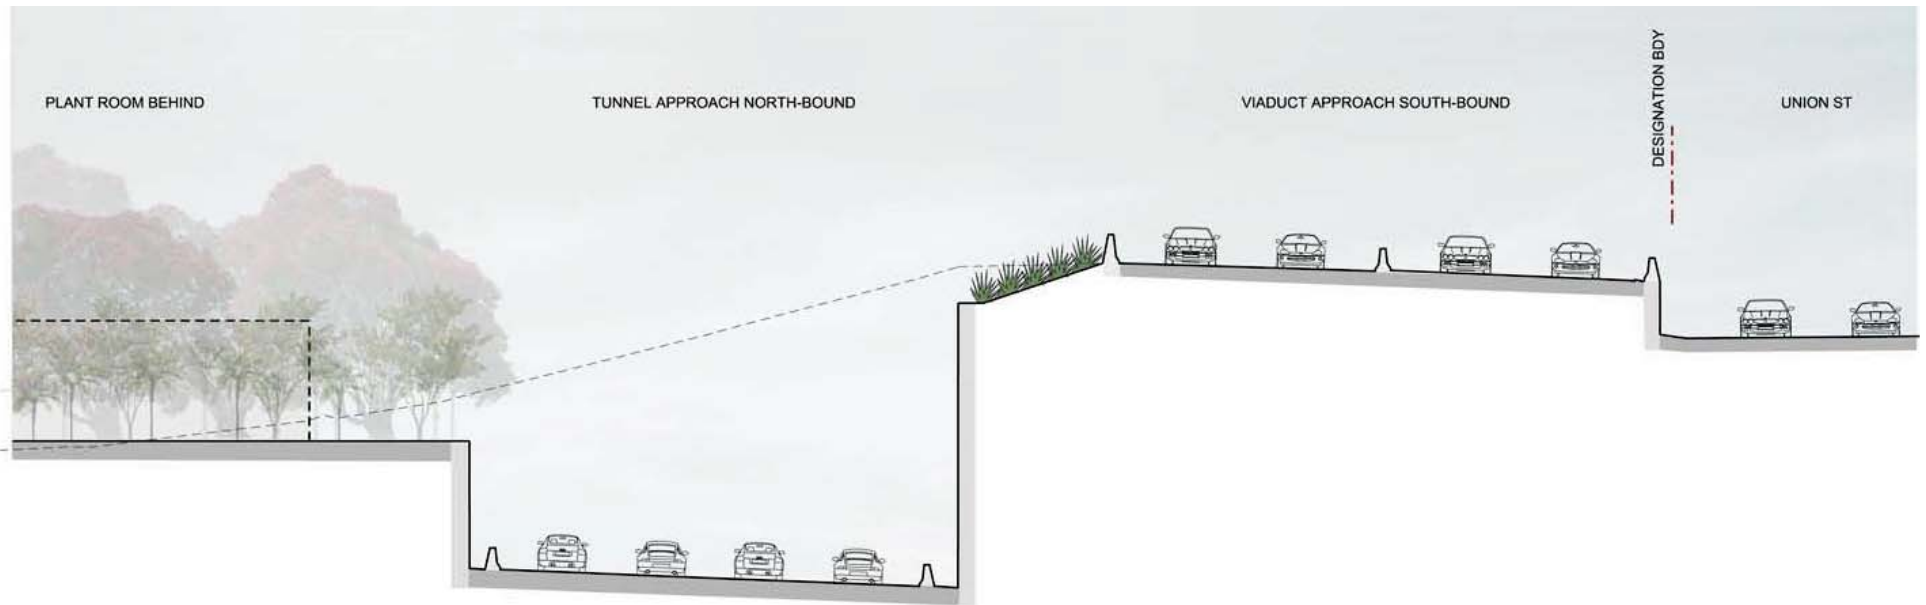 PLANT ROOM BEHIND
TUNNEL APPROACH NORTH-BOUND
VIADUCT APPROACH SOUTH-BOUND
DESIGNATION BDY
UNION ST